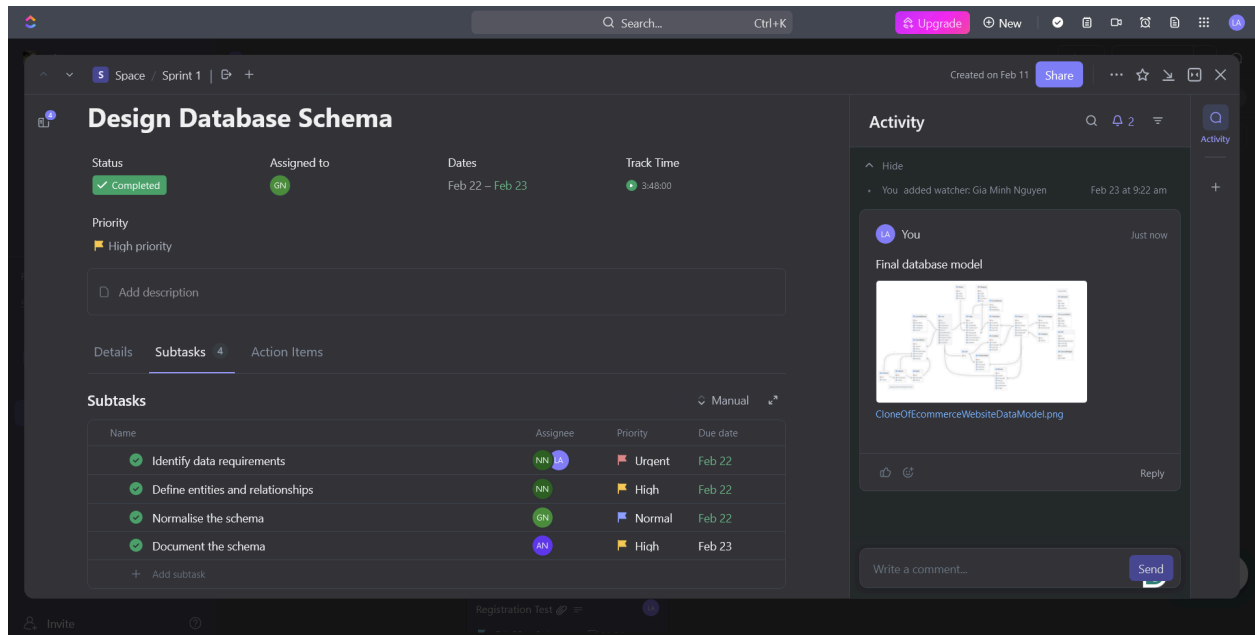 Search... Ctrl+K
Upgrade
New
LA
S Space / Sprint 1
Created on Feb 11
Share
4
Design Database Schema
Status
Completed
Assigned to
GN
Dates
Feb 22 – Feb 23
Track Time
3:48:00
Priority
High priority
Add description
Details Subtasks 4 Action Items
Subtasks
Manual
Name Assignee Priority Due date
Identify data requirements NN LA Urgent Feb 22
Define entities and relationships NN High Feb 22
Normalise the schema GN Normal Feb 22
Document the schema AN High Feb 23
+ Add subtask
Activity
2
Activity
Hide
You added watcher: Gia Minh Nguyen Feb 23 at 9:22 am
LA You Just now
Final database model
CloneOfEcommerceWebsiteDataModel.png
Reply
Write a comment...
Send
Registration Test
LA
Invite